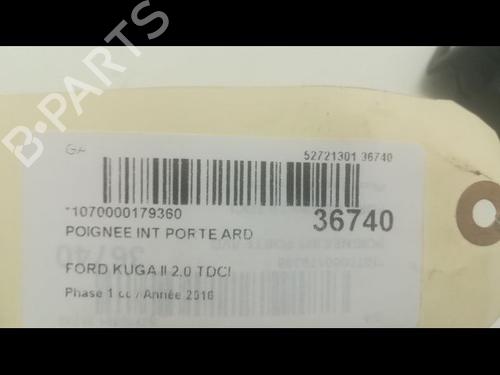 B-PARTS
52721301 36740
*1070000179360
36740
POIGNEE INT PORTE ARD
FORD KUGA II 2.0 TDCI
Phase 1 cc / Année 2016